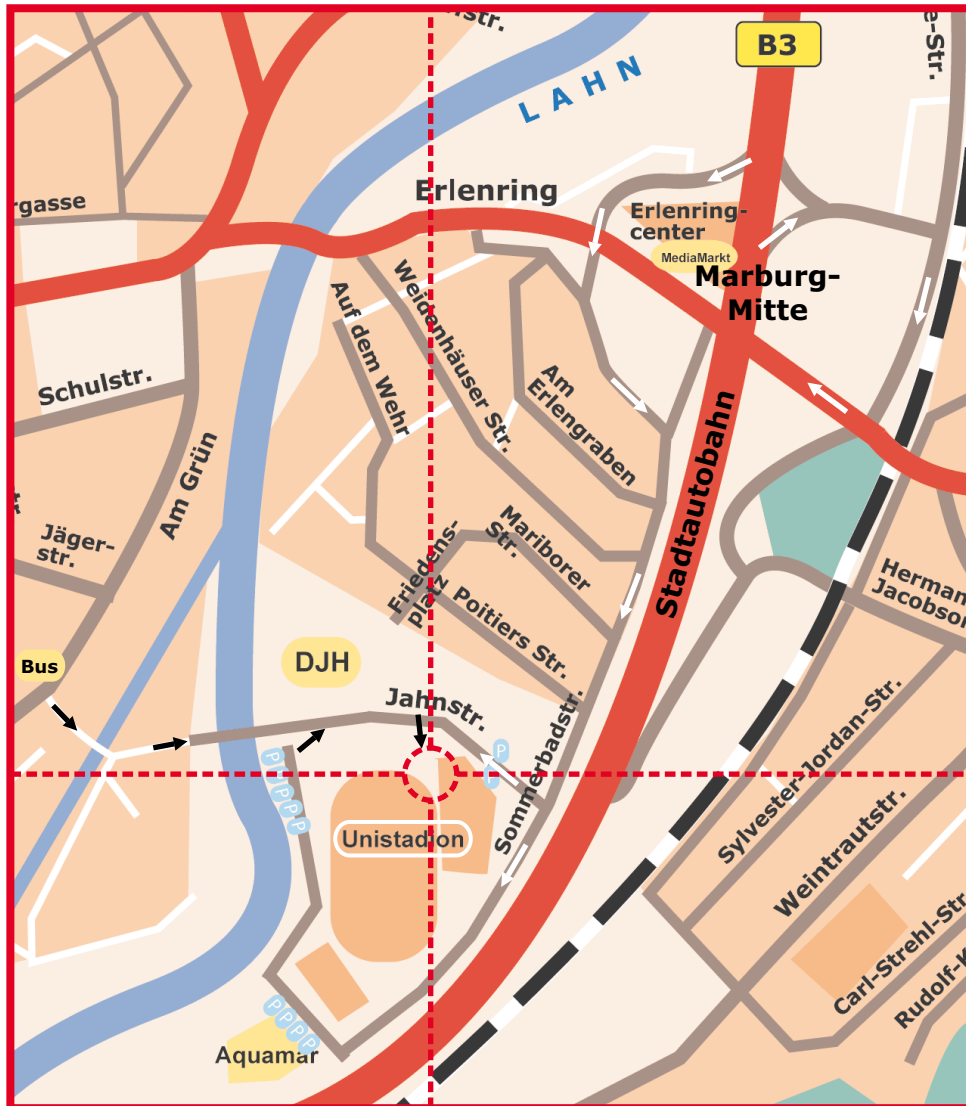 nstr.
B3
e-Str.
LAHN
rgasse
Erlenring
Erlenring-
center
MediaMarkt
Marburg-
Mitte
Weidenhäuser Str.
Auf dem Wehr
Schulstr.
Am
Erlengraben
Stadtautobahn
Am Grün
tr.
Jäger-
str.
Mariborer
Str.
Friedens-
platz
Poitiers Str.
Herman
Jacobson
DJH
Bus
Jahnstr.
Sommerbadstr.
Sylvester-Jordan-Str.
P
P
P
P
P
P
P
Unistadion
Weintrautstr.
Carl-Strehl-Str
Rudolf-K
P
P
P
P
Aquamar